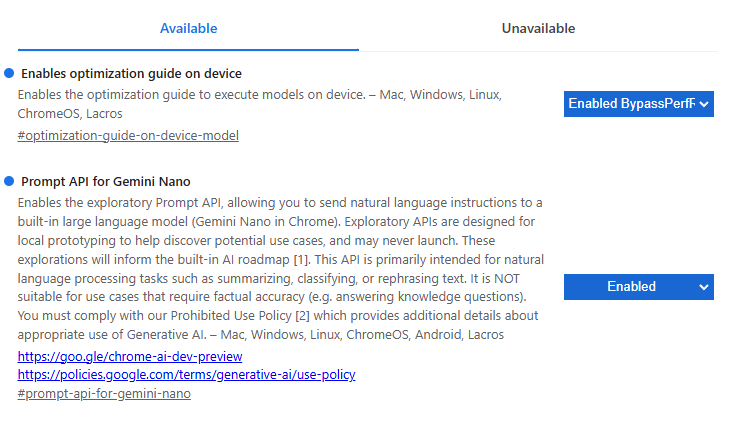 Available
Unavailable
Enables optimization guide on device
Enables the optimization guide to execute models on device. – Mac, Windows, Linux,
ChromeOS, Lacros
#optimization-guide-on-device-model
Enabled BypassPerfR
Prompt API for Gemini Nano
Enables the exploratory Prompt API, allowing you to send natural language instructions to a
built-in large language model (Gemini Nano in Chrome). Exploratory APIs are designed for
local prototyping to help discover potential use cases, and may never launch. These
explorations will inform the built-in AI roadmap [1]. This API is primarily intended for natural
language processing tasks such as summarizing, classifying, or rephrasing text. It is NOT
suitable for use cases that require factual accuracy (e.g. answering knowledge questions).
You must comply with our Prohibited Use Policy [2] which provides additional details about
appropriate use of Generative AI. – Mac, Windows, Linux, ChromeOS, Android, Lacros
https://goo.gle/chrome-ai-dev-preview
https://policies.google.com/terms/generative-ai/use-policy
#prompt-api-for-gemini-nano
Enabled